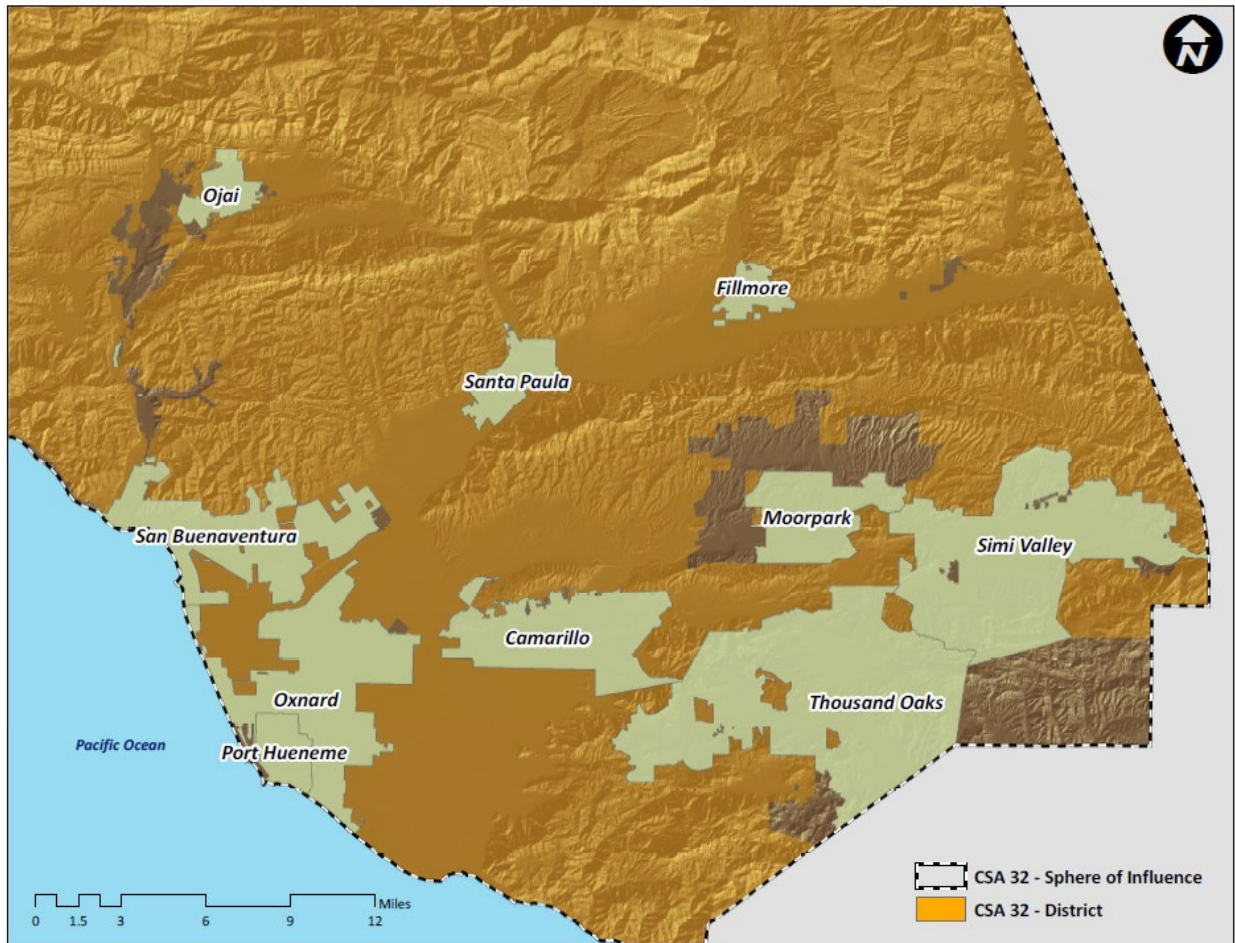 N
Ojai
Fillmore
Santa Paula
Moorpark
San Buenaventura
Simi Valley
Camarillo
Oxnard
Thousand Oaks
Pacific Ocean
Port Hueneme
CSA 32 - Sphere of Influence
CSA 32 - District
Miles
0 1.5 3 6 9 12